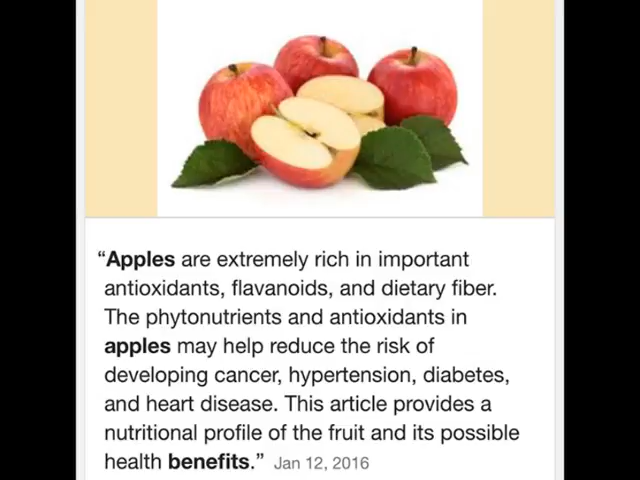 “Apples are extremely rich in important
antioxidants, flavanoids, and dietary fiber.
The phytonutrients and antioxidants in
apples may help reduce the risk of
developing cancer, hypertension, diabetes,
and heart disease. This article provides a
nutritional profile of the fruit and its possible
health benefits.” Jan 12, 2016